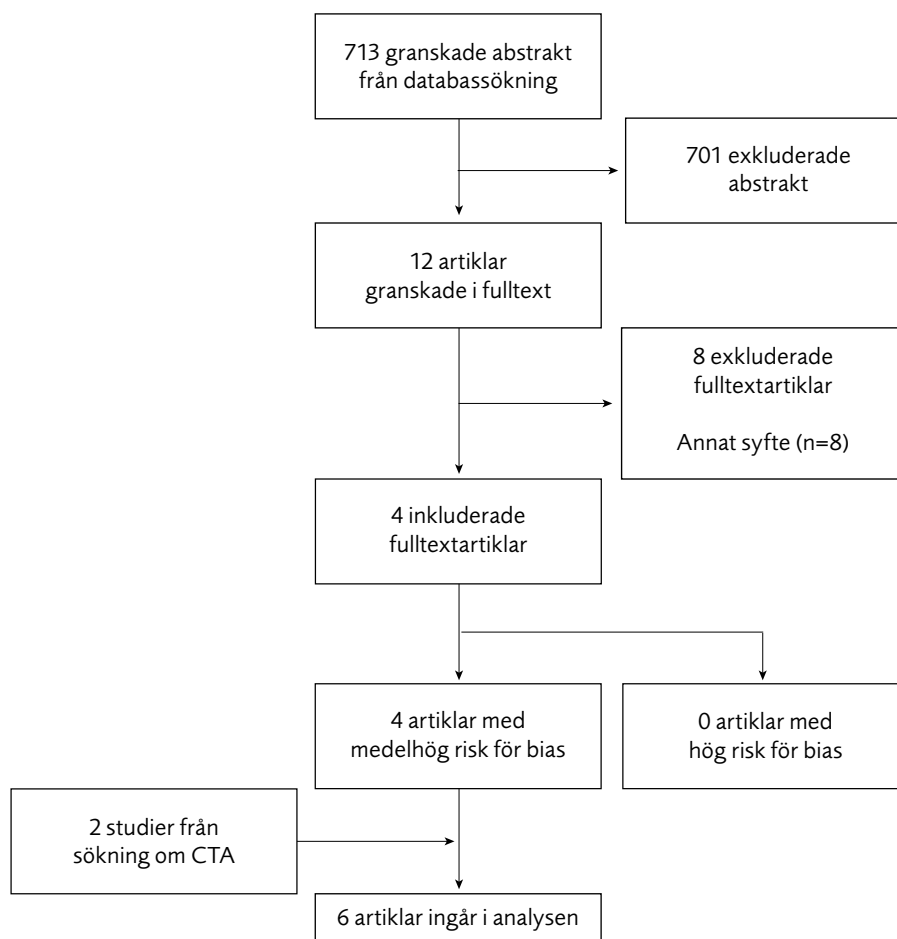 713 granskade abstrakt
från databassökning
701 exkluderade
abstrakt
12 artiklar
granskade i fulltext
8 exkluderade
fulltextartiklar
Annat syfte (n=8)
4 inkluderade
fulltextartiklar
4 artiklar med
medelhög risk för bias
0 artiklar med
hög risk för bias
2 studier från
sökning om CTA
6 artiklar ingår i analysen